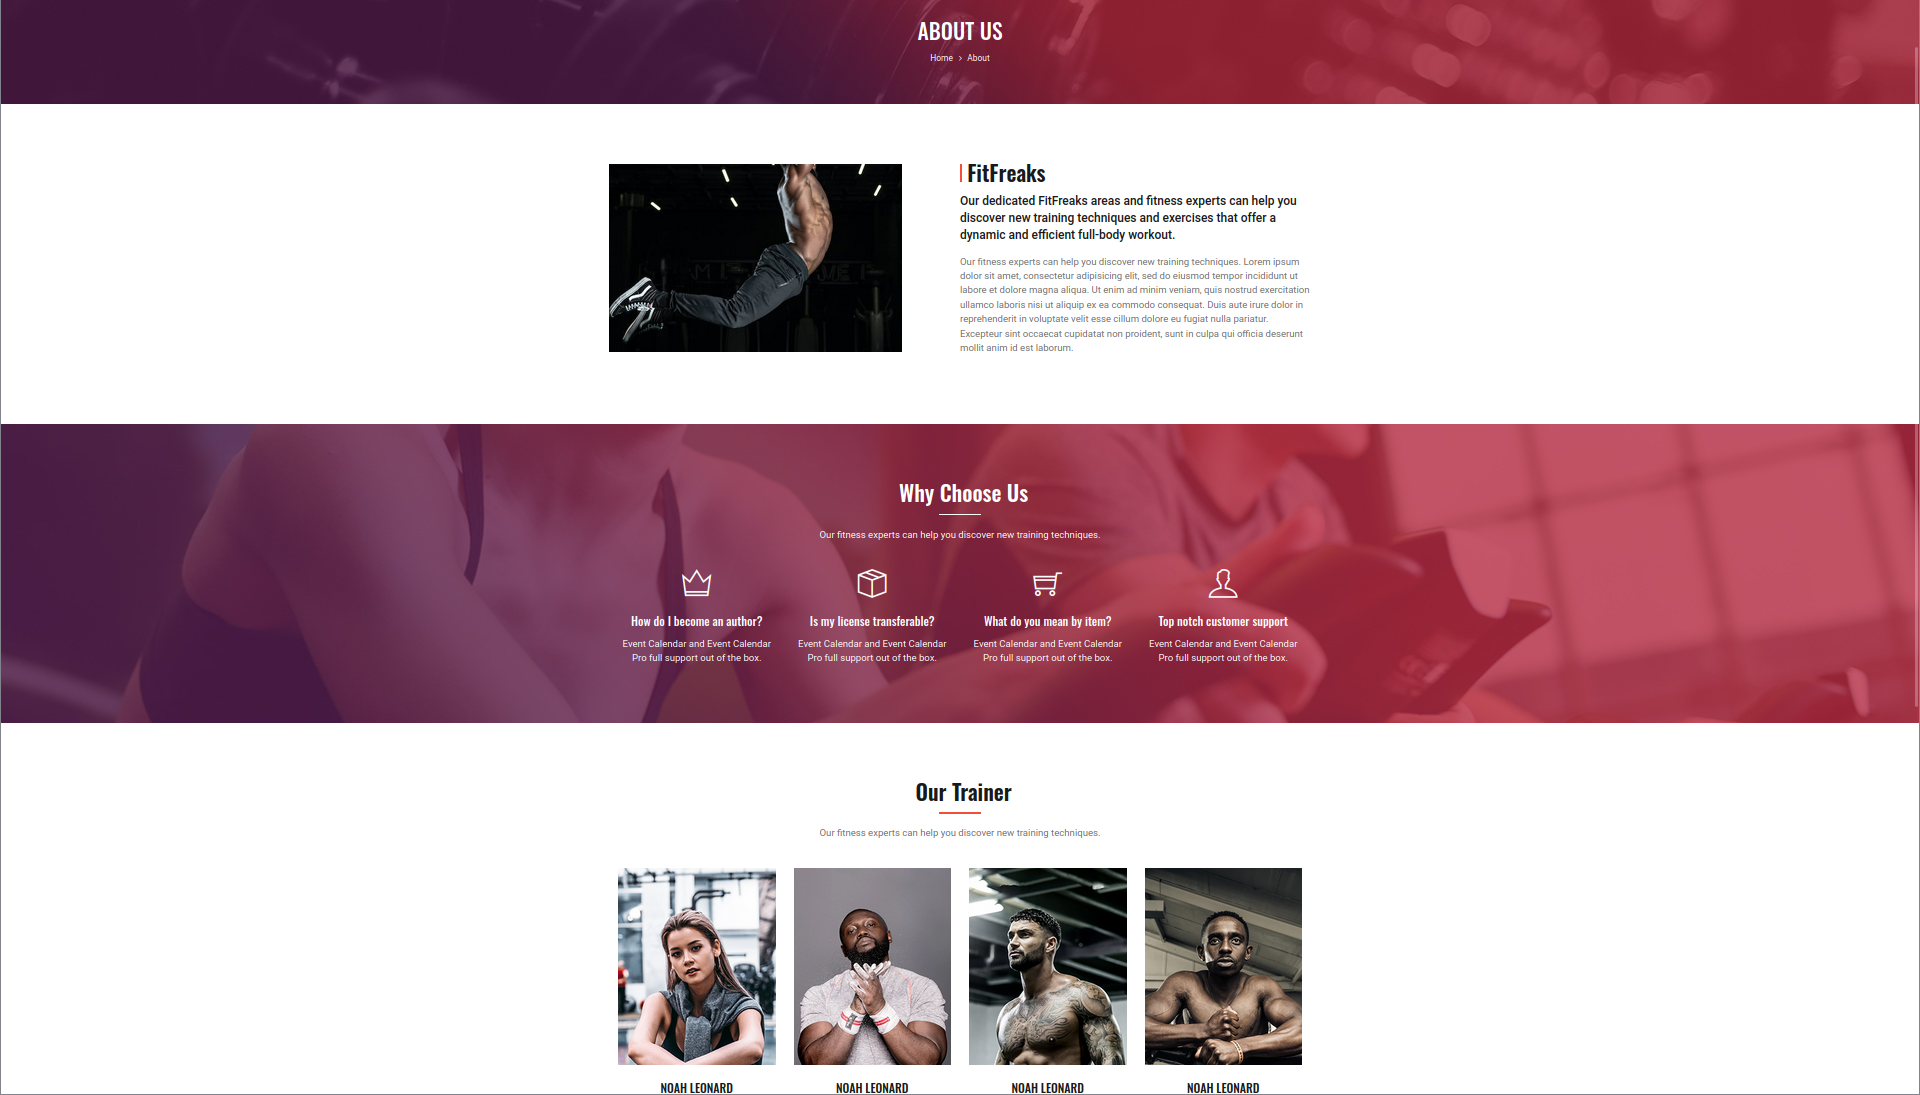 ABOUT US
Home › About
FitFreaks
Our dedicated FitFreaks areas and fitness experts can help you
discover new training techniques and exercises that offer a
dynamic and efficient full-body workout.
Our fitness experts can help you discover new training techniques. Lorem ipsum
dolor sit amet, consectetur adipisicing elit, sed do eiusmod tempor incididunt ut
labore et dolore magna aliqua. Ut enim ad minim veniam, quis nostrud exercitation
ullamco laboris nisi ut aliquip ex ea commodo consequat. Duis aute irure dolor in
reprehenderit in voluptate velit esse cillum dolore eu fugiat nulla pariatur.
Excepteur sint occaecat cupidatat non proident, sunt in culpa qui officia deserunt
mollit anim id est laborum.
Why Choose Us
Our fitness experts can help you discover new training techniques.
How do I become an author?
Event Calendar and Event Calendar
Pro full support out of the box.
Is my license transferable?
Event Calendar and Event Calendar
Pro full support out of the box.
What do you mean by item?
Event Calendar and Event Calendar
Pro full support out of the box.
Top notch customer support
Event Calendar and Event Calendar
Pro full support out of the box.
Our Trainer
Our fitness experts can help you discover new training techniques.
NOAH LEONARD
NOAH LEONARD
NOAH LEONARD
NOAH LEONARD